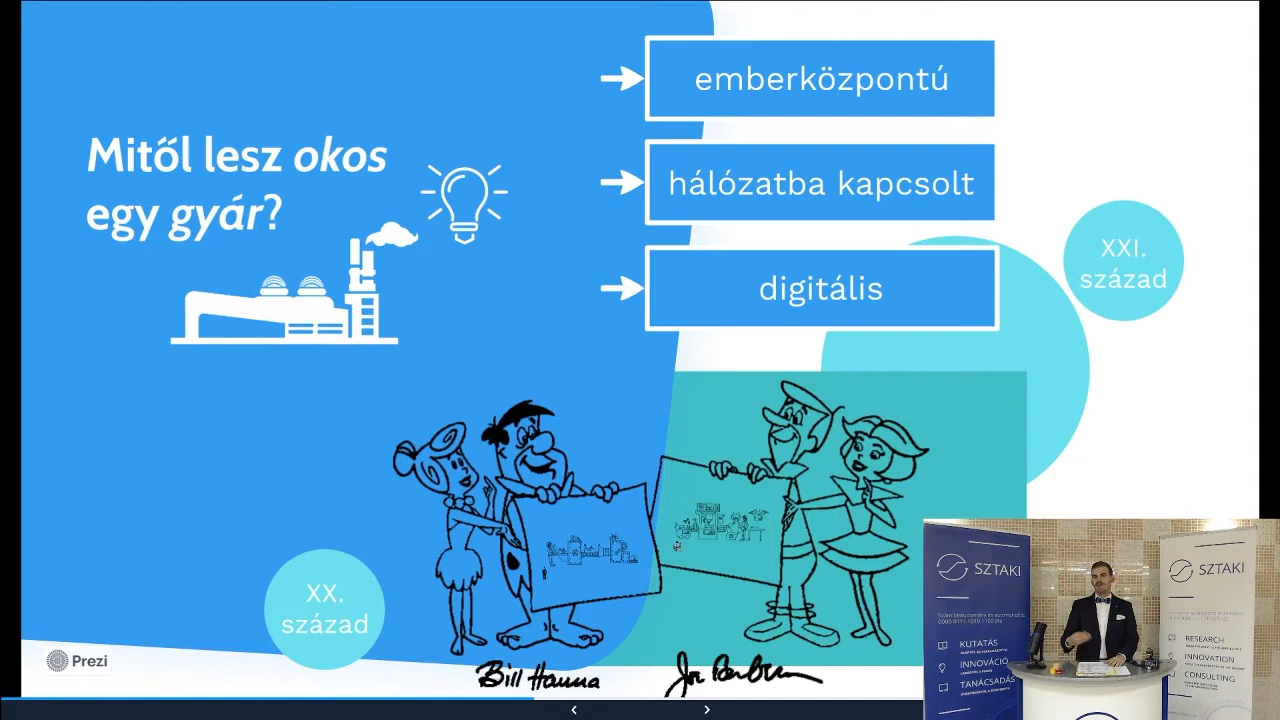 Mitől lesz okos
egy gyár?
emberközpontú
hálózatba kapcsolt
digitális
XXI.
század
XX.
század
Prezi
Bill Hanna
SZTAKI
KUTATÁS
INNOVÁCIÓ
TANÁCSADÁS
SZTAKI
RESEARCH
INNOVATION
CONSULTING